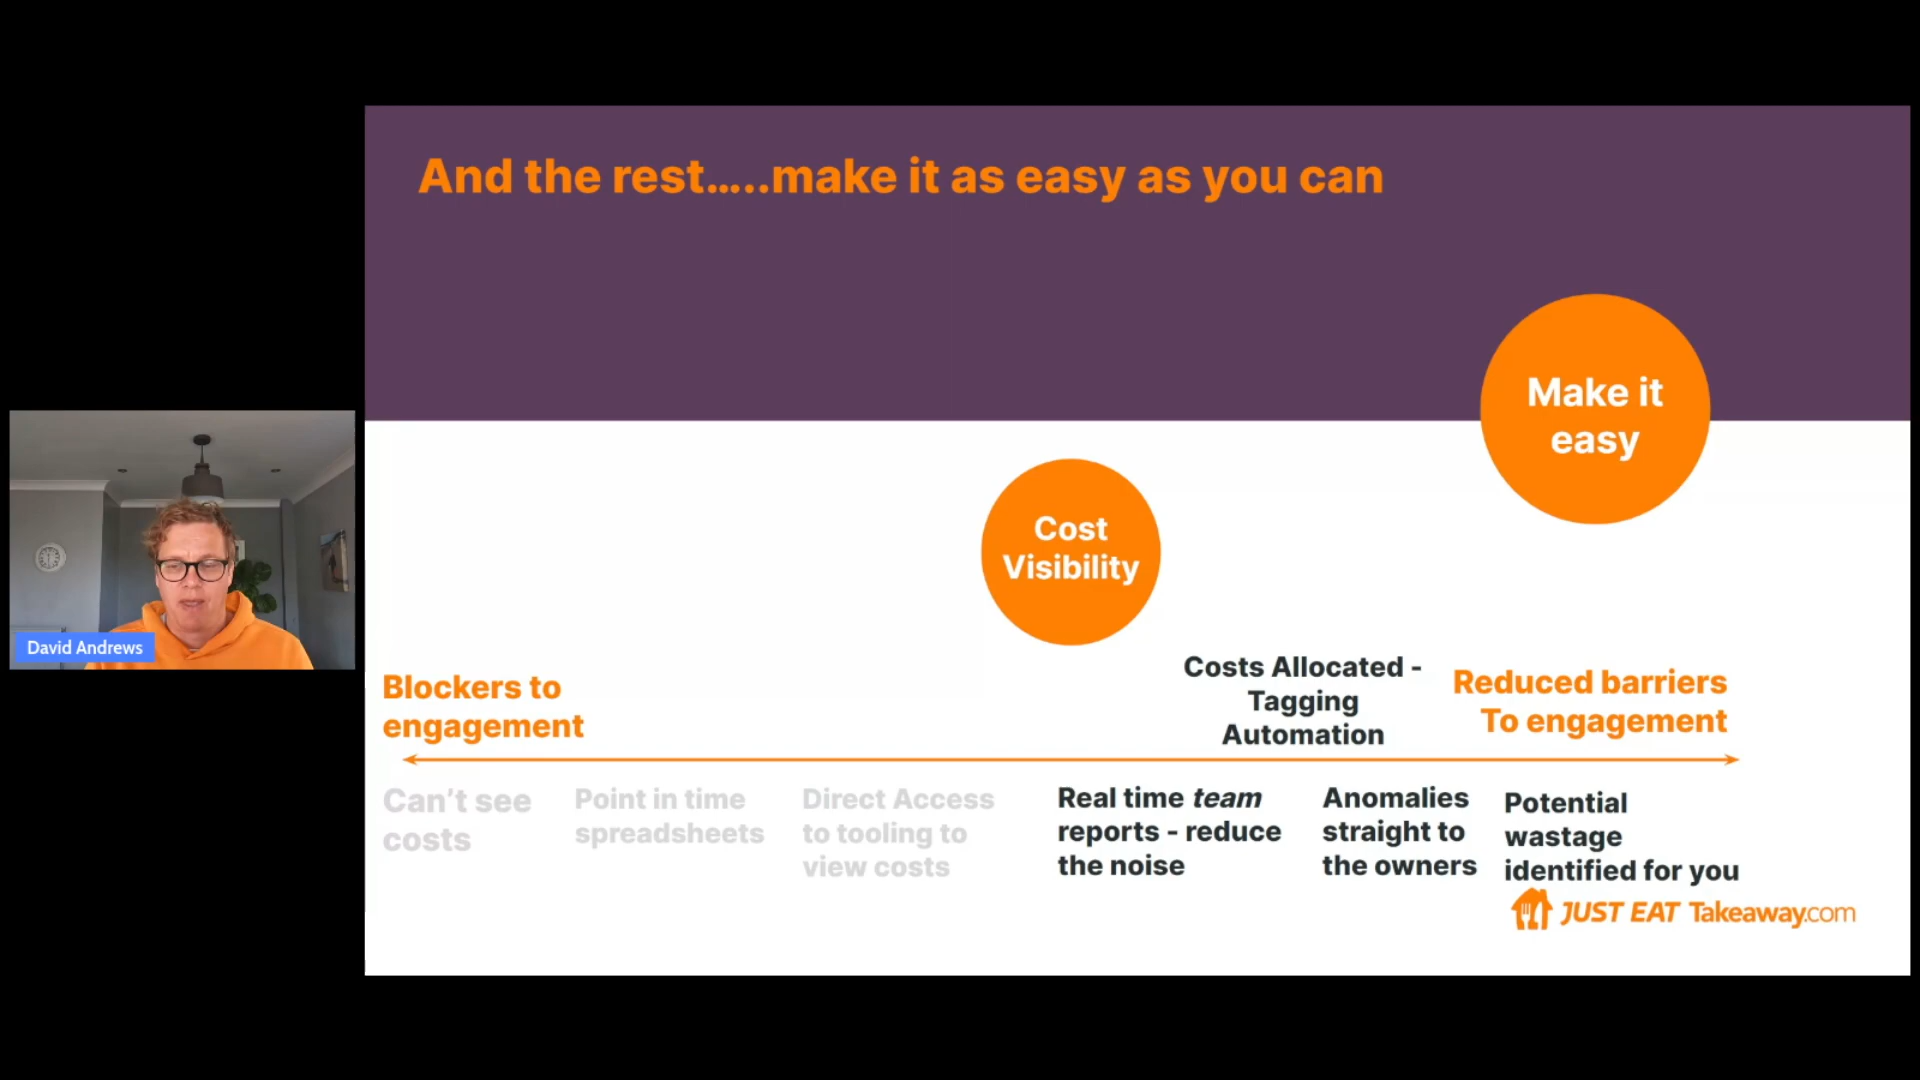 And the rest.....make it as easy as you can
Make it
easy
Cost
Visibility
David Andrews
Blockers to
engagement
Costs Allocated -
Tagging
Automation
Reduced barriers
To engagement
Can't see
costs
Point in time
spreadsheets
Direct Access
to tooling to
view costs
Real time team
reports - reduce
the noise
Anomalies
straight to
the owners
Potential
wastage
identified for you
JUST EAT Takeaway.com